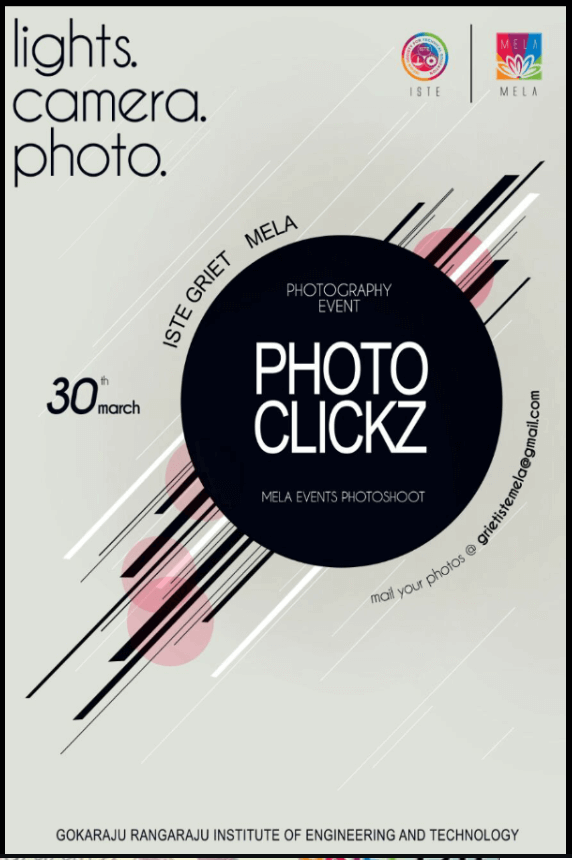 lights.
camera.
photo.
ISTE
MELA
MELA
ISTE GRIET MELA
PHOTOGRAPHY
EVENT
PHOTO
CLICKZ
MELA EVENTS PHOTOSHOOT
30th march
mail your photos @ grietistemela@gmail.com
GOKARAJU RANGARAJU INSTITUTE OF ENGINEERING AND TECHNOLOGY